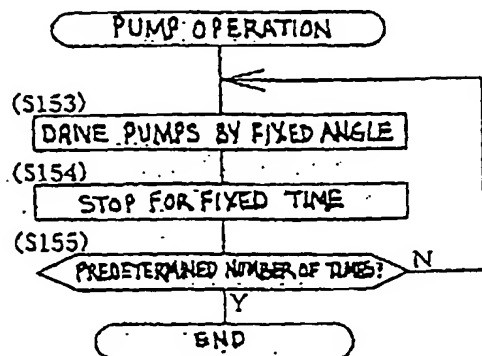 PUMP OPERATION
(S153)
DRIVE PUMPS BY FIXED ANGLE
(S154)
STOP FOR FIXED TIME
(S155)
PREDETERMINED NUMBER OF TIMES?
N
Y
END